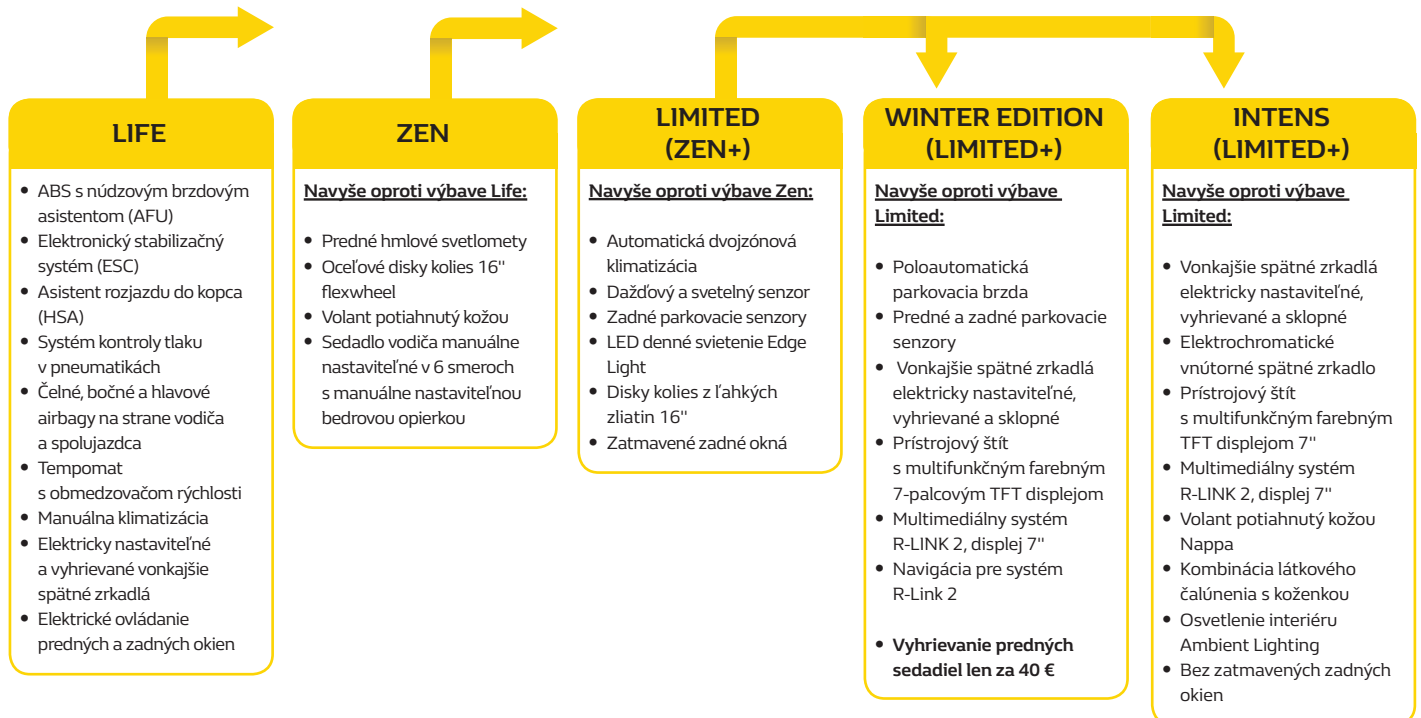 LIFE
• ABS s núdzovým brzdovým
asistentom (AFU)
• Elektronický stabilizačný
systém (ESC)
• Asistent rozjazdu do kopca
(HSA)
• Systém kontroly tlaku
v pneumatikách
• Čelné, bočné a hlavové
airbagy na strane vodiča
a spolujazdca
• Tempomat
s obmedzovačom rýchlosti
• Manuálna klimatizácia
• Elektricky nastaviteľné
a vyhrievané vonkajšie
spätné zrkadlá
• Elektrické ovládanie
predných a zadných okien
ZEN
Navyše oproti výbave Life:
• Predné hmlové svetlomety
• Oceľové disky kolies 16"
flexwheel
• Volant potiahnutý kožou
• Sedadlo vodiča manuálne
nastaviteľné v 6 smeroch
s manuálne nastaviteľnou
bedrovou opierkou
LIMITED
(ZEN+)
Navyše oproti výbave Zen:
• Automatická dvojzónová
klimatizácia
• Dažďový a svetelný senzor
• Zadné parkovacie senzory
• LED denné svietenie Edge
Light
• Disky kolies z ľahkých
zliatin 16"
• Zatmavené zadné okná
WINTER EDITION
(LIMITED+)
Navyše oproti výbave
Limited:
• Poloautomatická
parkovacia brzda
• Predné a zadné parkovacie
senzory
• Vonkajšie spätné zrkadlá
elektricky nastaviteľné,
vyhrievané a sklopné
• Prístrojový štít
s multifunkčným farebným
7-palcovým TFT displejom
• Multimediálny systém
R-LINK 2, displej 7"
• Navigácia pre systém
R-Link 2
• Vyhrievanie predných
sedadiel len za 40 €
INTENS
(LIMITED+)
Navyše oproti výbave
Limited:
• Vonkajšie spätné zrkadlá
elektricky nastaviteľné,
vyhrievané a sklopné
• Elektrochromatické
vnútorné spätné zrkadlo
• Prístrojový štít
s multifunkčným farebným
TFT displejom 7"
• Multimediálny systém
R-LINK 2, displej 7"
• Volant potiahnutý kožou
Nappa
• Kombinácia látkového
čalúnenia s koženkou
• Osvetlenie interiéru
Ambient Lighting
• Bez zatmavených zadných
okien